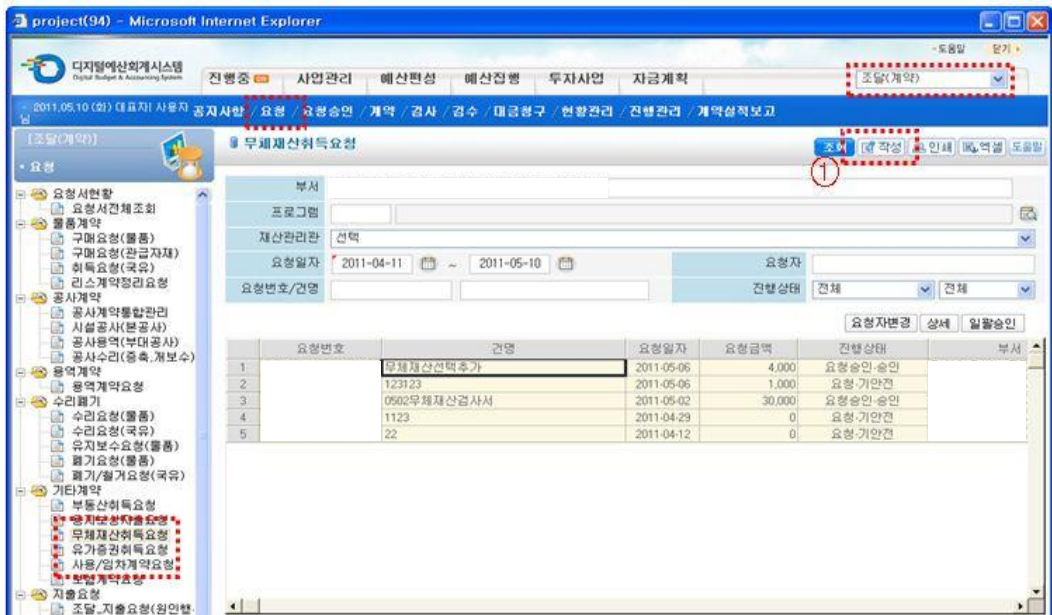 project(94) - Microsoft Internet Explorer
- 도움말 닫기
디지털예산회계시스템
Digital Budget & Accounting System
진행중 사업관리 예산편성 예산집행 투자사업 자금계획
조달(계약)
2011.05.10 (화) 대표자 사용자님
공지사항 / 요청 / 요청승인 / 계약 / 검사 / 검수 / 대금청구 / 현황관리 / 진행관리 / 계약실적보고
[조달(계약)]
• 요청
무체재산취득요청
조회 작성 인쇄 엑셀 도움말
①
부서
프로그램
재산관리관 선택
요청일자 2011-04-11 ~ 2011-05-10 요청자
요청번호/건명 진행상태 전체 전체
요청자변경 상세 일괄승인
요청번호 건명 요청일자 요청금액 진행상태 부서
1 무체재산선택추가 2011-05-06 4,000 요청승인-승인
2 123123 2011-05-06 1,000 요청-기안전
3 0502무체재산검사서 2011-05-02 30,000 요청승인-승인
4 1123 2011-04-29 0 요청-기안전
5 22 2011-04-12 0 요청-기안전
요청서현황
요청서전체조회
물품계약
구매요청(물품)
구매요청(관급자재)
취득요청(국유)
리스계약정리요청
공사계약
공사계약통합관리
시설공사(본공사)
공사용역(부대공사)
공사수리(증축,개보수)
용역계약
용역계약요청
수리폐기
수리요청(물품)
수리요청(국유)
유지보수요청(물품)
폐기요청(물품)
폐기/철거요청(국유)
기타계약
부동산취득요청
용지보상지출요청
무체재산취득요청
유가증권취득요청
사용/임차계약요청
보험계약요청
지출요청
조달_지출요청(원인행